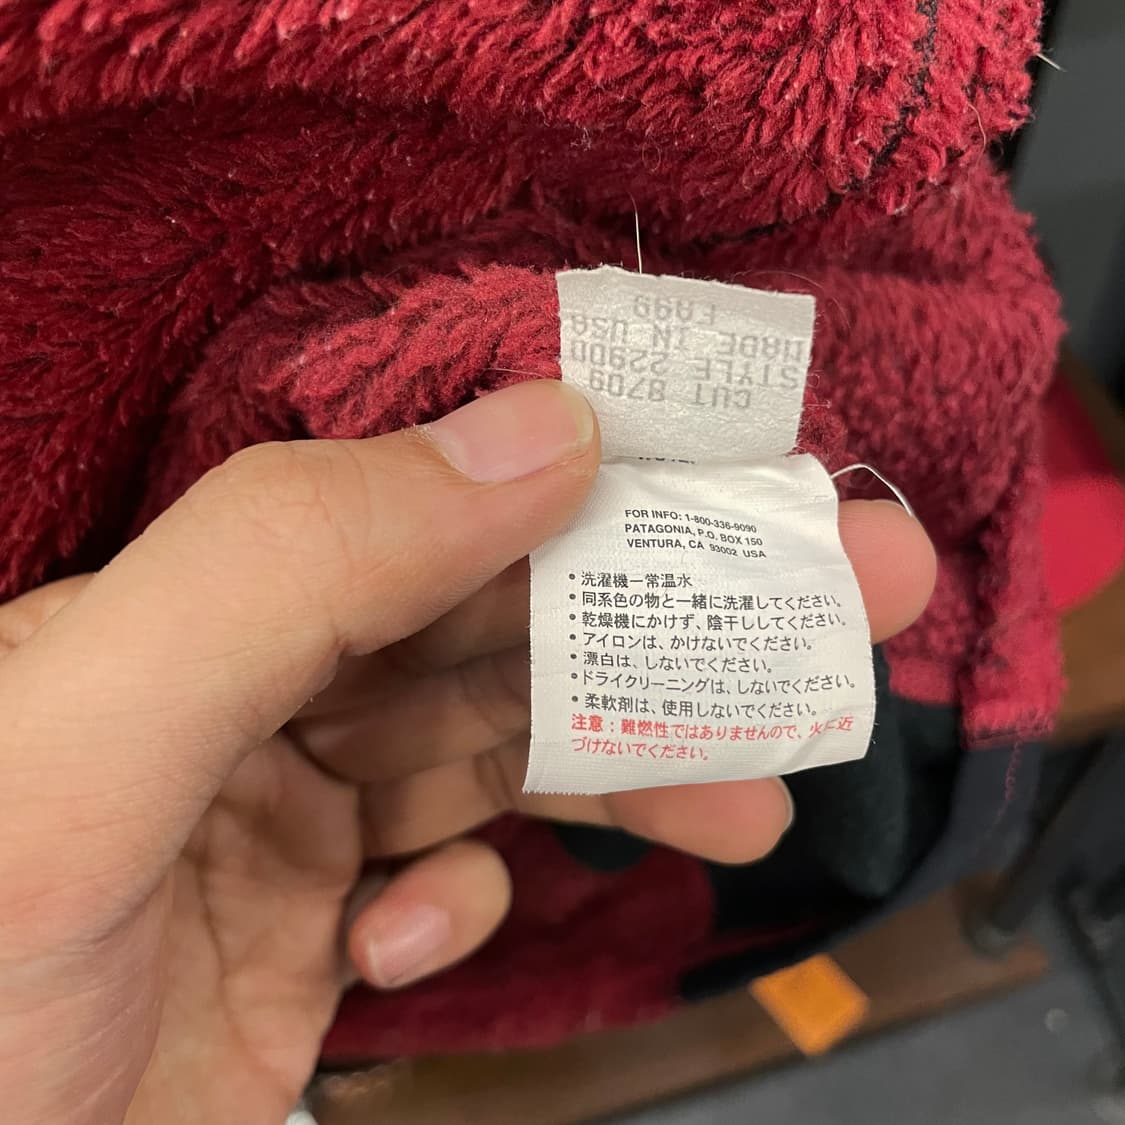 CUT
STYLE 22900
MADE IN USA
FA99
FOR INFO: 1-800-336-9090
PATAGONIA, P.O. BOX 150
VENTURA, CA 93002 USA
• 洗濯機－常温水
• 同系色の物と一緒に洗濯してください。
• 乾燥機にかけず、陰干ししてください。
• アイロンは、かけないでください。
• 漂白は、しないでください。
• ドライクリーニングは、しないでください。
• 柔軟剤は、使用しないでください。
注意：難燃性ではありませんので、火に近
づけないでください。